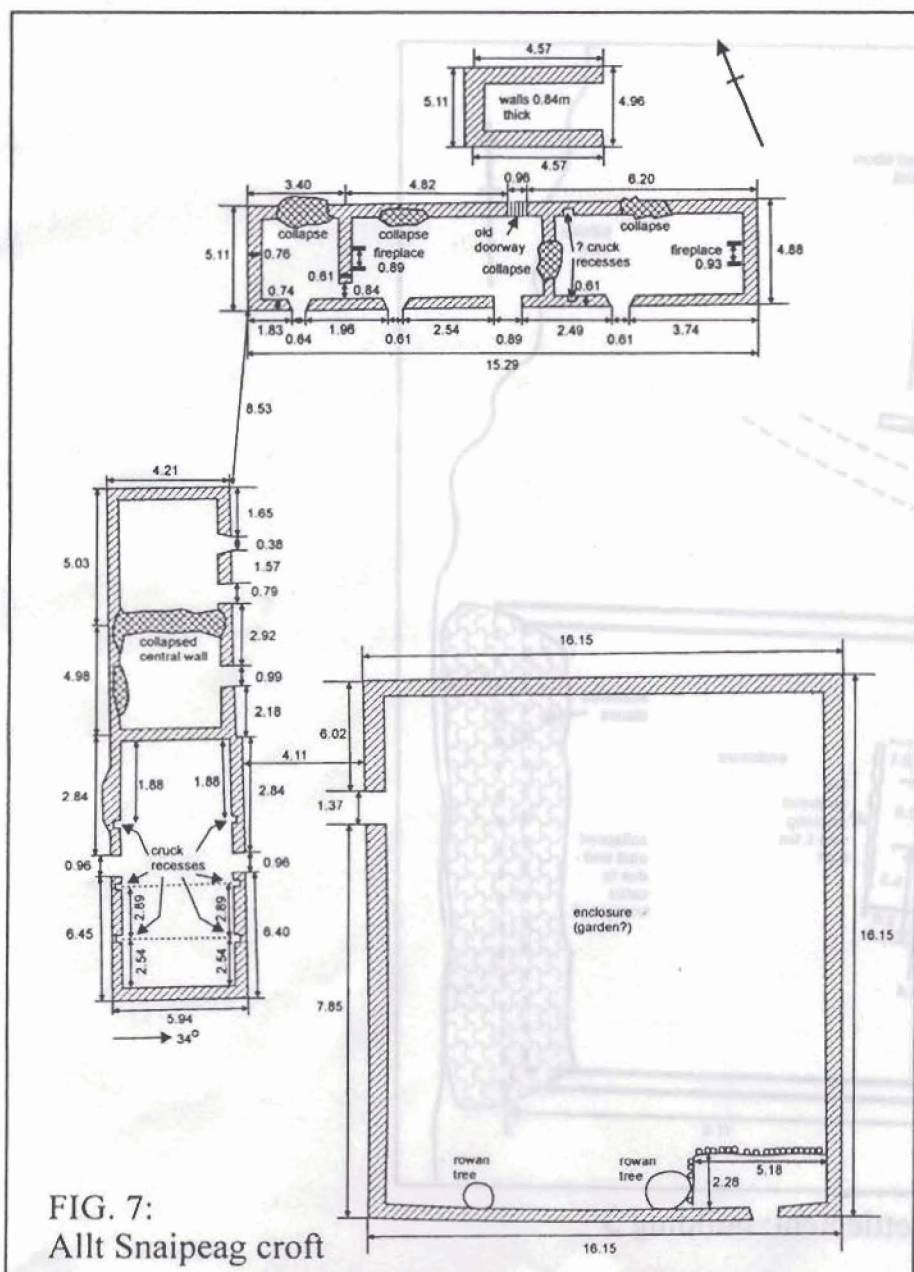 4.57
5.11
walls 0.84m
thick
4.96
4.57
3.40
4.82
0.96
6.20
collapse
collapse
old
doorway
collapse
5.11
0.76
fireplace
0.89
collapse
? cruck
recesses
fireplace
0.93
4.88
0.61
0.84
0.61
0.74
1.83
1.96
2.54
2.49
3.74
0.64
0.61
0.89
0.61
15.29
8.53
4.21
1.65
0.38
5.03
1.57
0.79
collapsed
central wall
2.92
4.98
0.99
2.18
16.15
6.02
4.11
1.37
2.84
1.88
1.88
2.84
cruck
recesses
0.96
0.96
2.89
2.89
6.45
6.40
2.54
2.54
5.94
34°
enclosure
(garden?)
16.15
7.85
rowan
tree
rowan
tree
5.18
2.28
16.15
FIG. 7:
Allt Snaipeag croft